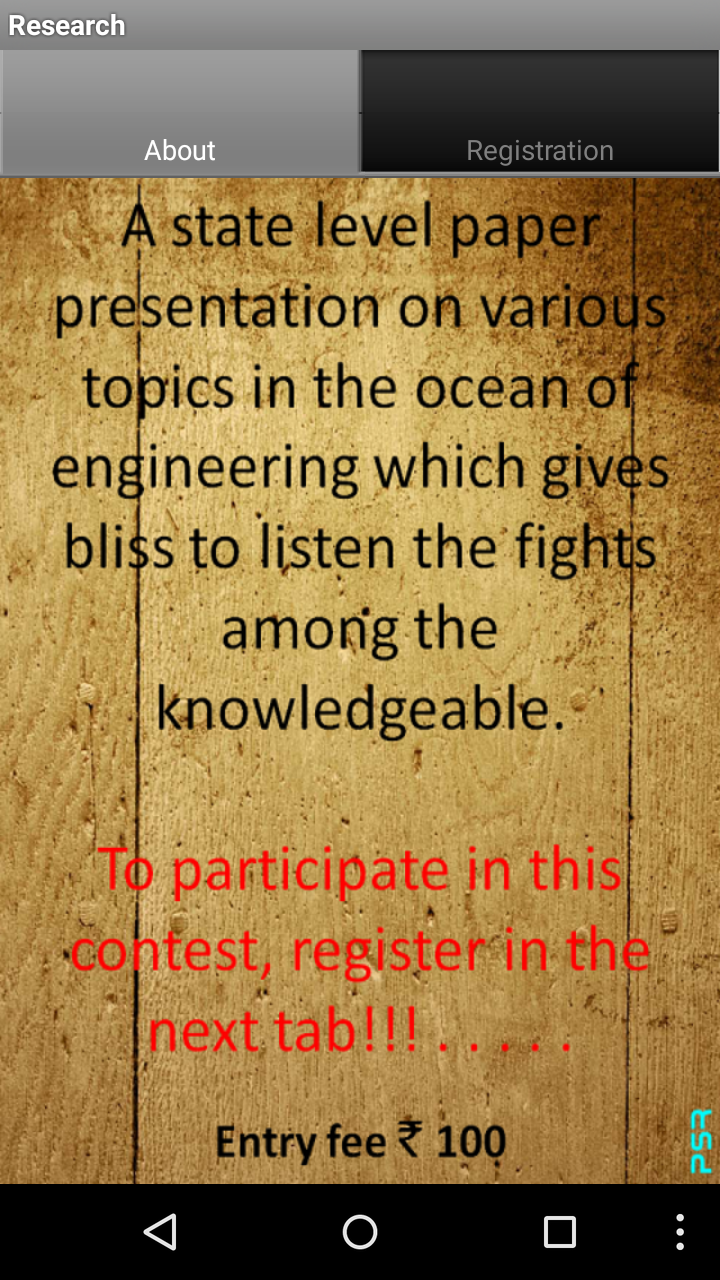 Research
About
Registration
A state level paper
presentation on various
topics in the ocean of
engineering which gives
bliss to listen the fights
among the
knowledgeable.
To participate in this
contest, register in the
next tab!!! . . . . .
Entry fee ₹ 100
PSR